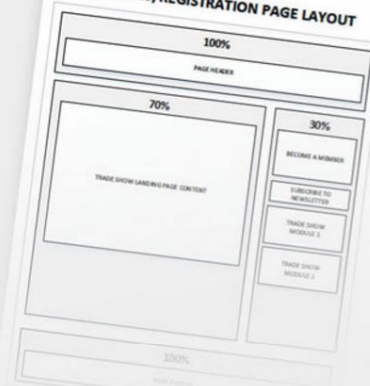 REGISTRATION PAGE LAYOUT
100%
PAGE HEADER
70%
TRADE SHOW LANDING PAGE CONTENT
30%
BECOME A MEMBER
SUBSCRIBE TO
NEWSLETTER
TRADE SHOW
MODULE 1
TRADE SHOW
MODULE 2
100%